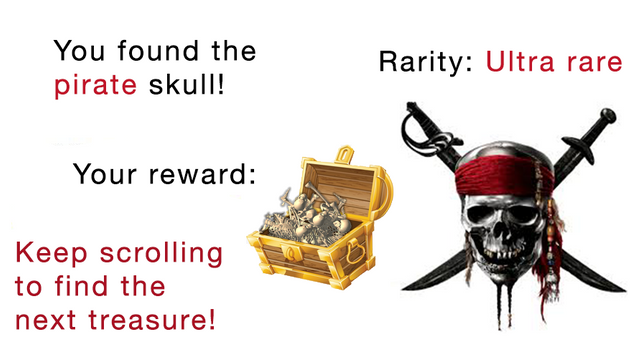 You found the
pirate skull!
Rarity: Ultra rare
Your reward:
Keep scrolling
to find the
next treasure!